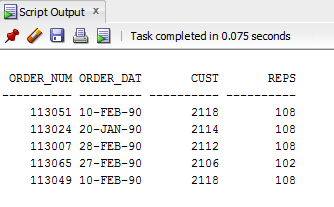 Script Output ×
Task completed in 0.075 seconds
ORDER_NUM ORDER_DAT CUST REPS
---------- --------- ---------- ----------
113051 10-FEB-90 2118 108
113024 20-JAN-90 2114 108
113007 28-FEB-90 2112 108
113065 27-FEB-90 2106 102
113049 10-FEB-90 2118 108